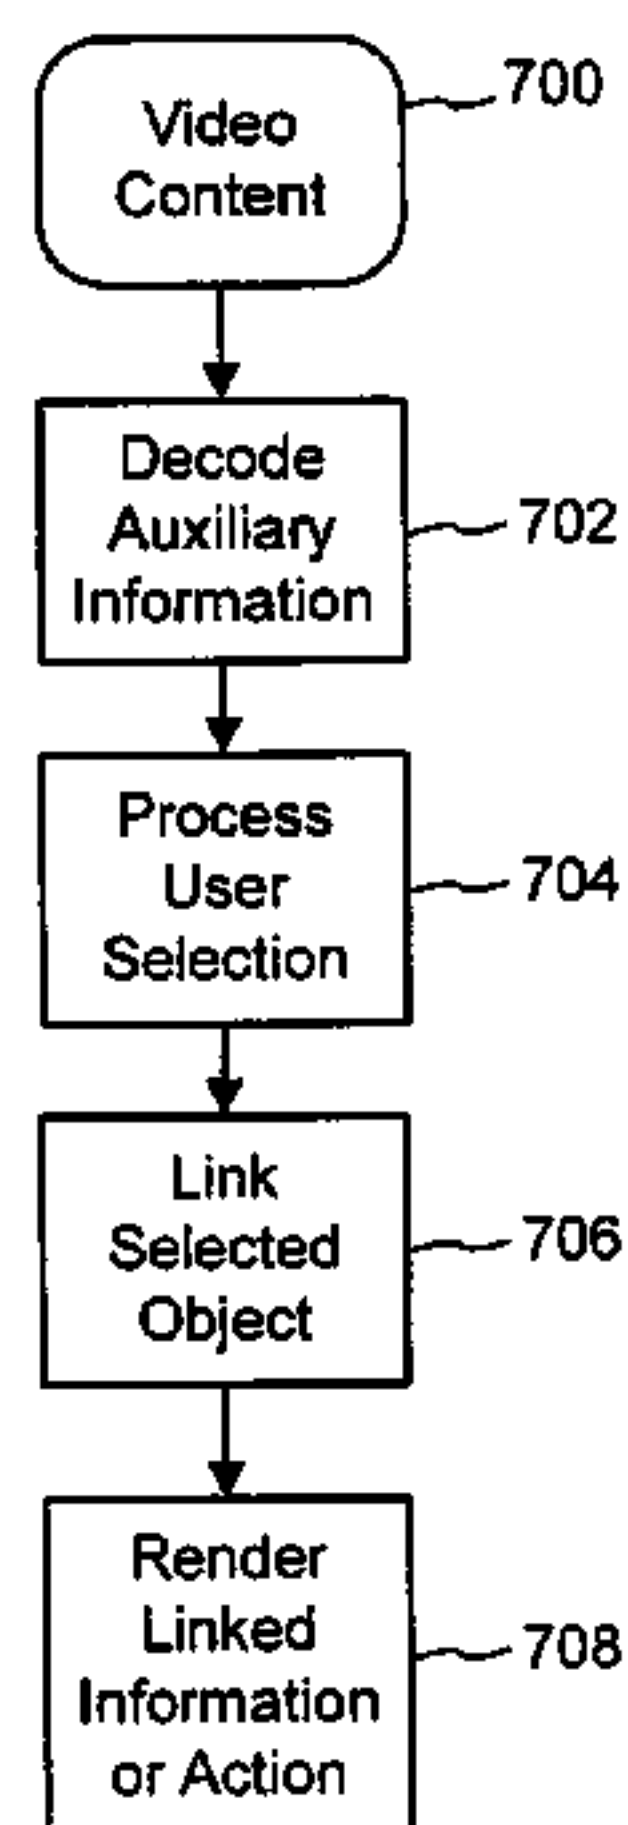 Video
Content
700
Decode
Auxiliary
Information
702
Process
User
Selection
704
Link
Selected
Object
706
Render
Linked
Information
or Action
708